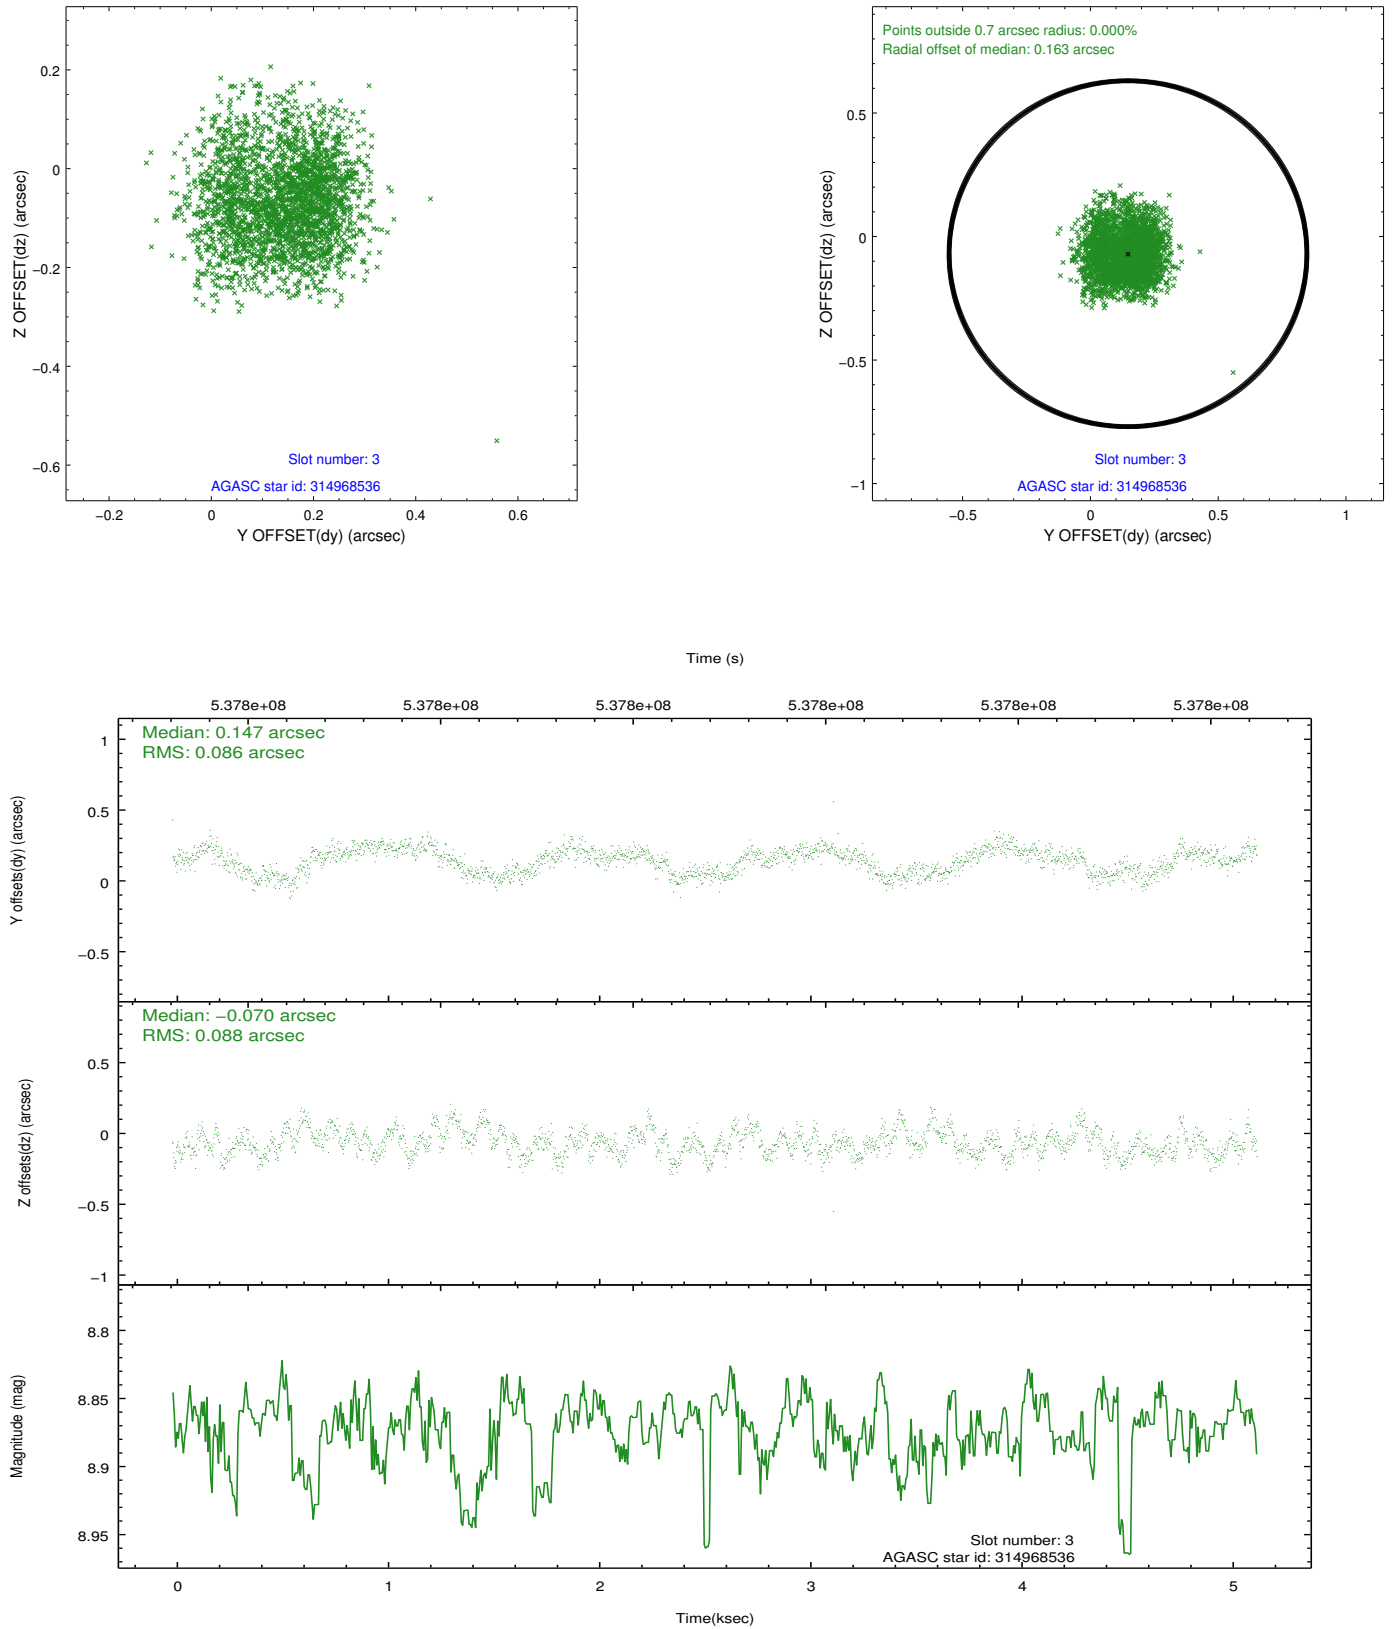 0.2
0
−0.2
−0.4
−0.6
Z OFFSET(dz) (arcsec)
Slot number: 3
AGASC star id: 314968536
−0.2 0 0.2 0.4 0.6
Y OFFSET(dy) (arcsec)
Points outside 0.7 arcsec radius: 0.000%
Radial offset of median: 0.163 arcsec
0.5
0
−0.5
−1
Z OFFSET(dz) (arcsec)
Slot number: 3
AGASC star id: 314968536
−0.5 0 0.5 1
Y OFFSET(dy) (arcsec)
Time (s)
5.378e+08 5.378e+08 5.378e+08 5.378e+08 5.378e+08 5.378e+08
Median: 0.147 arcsec
RMS: 0.086 arcsec
1
0.5
0
−0.5
Y offsets(dy) (arcsec)
Median: −0.070 arcsec
RMS: 0.088 arcsec
0.5
0
−0.5
−1
Z offsets(dz) (arcsec)
8.8
8.85
8.9
8.95
Magnitude (mag)
Slot number: 3
AGASC star id: 314968536
0 1 2 3 4 5
Time(ksec)